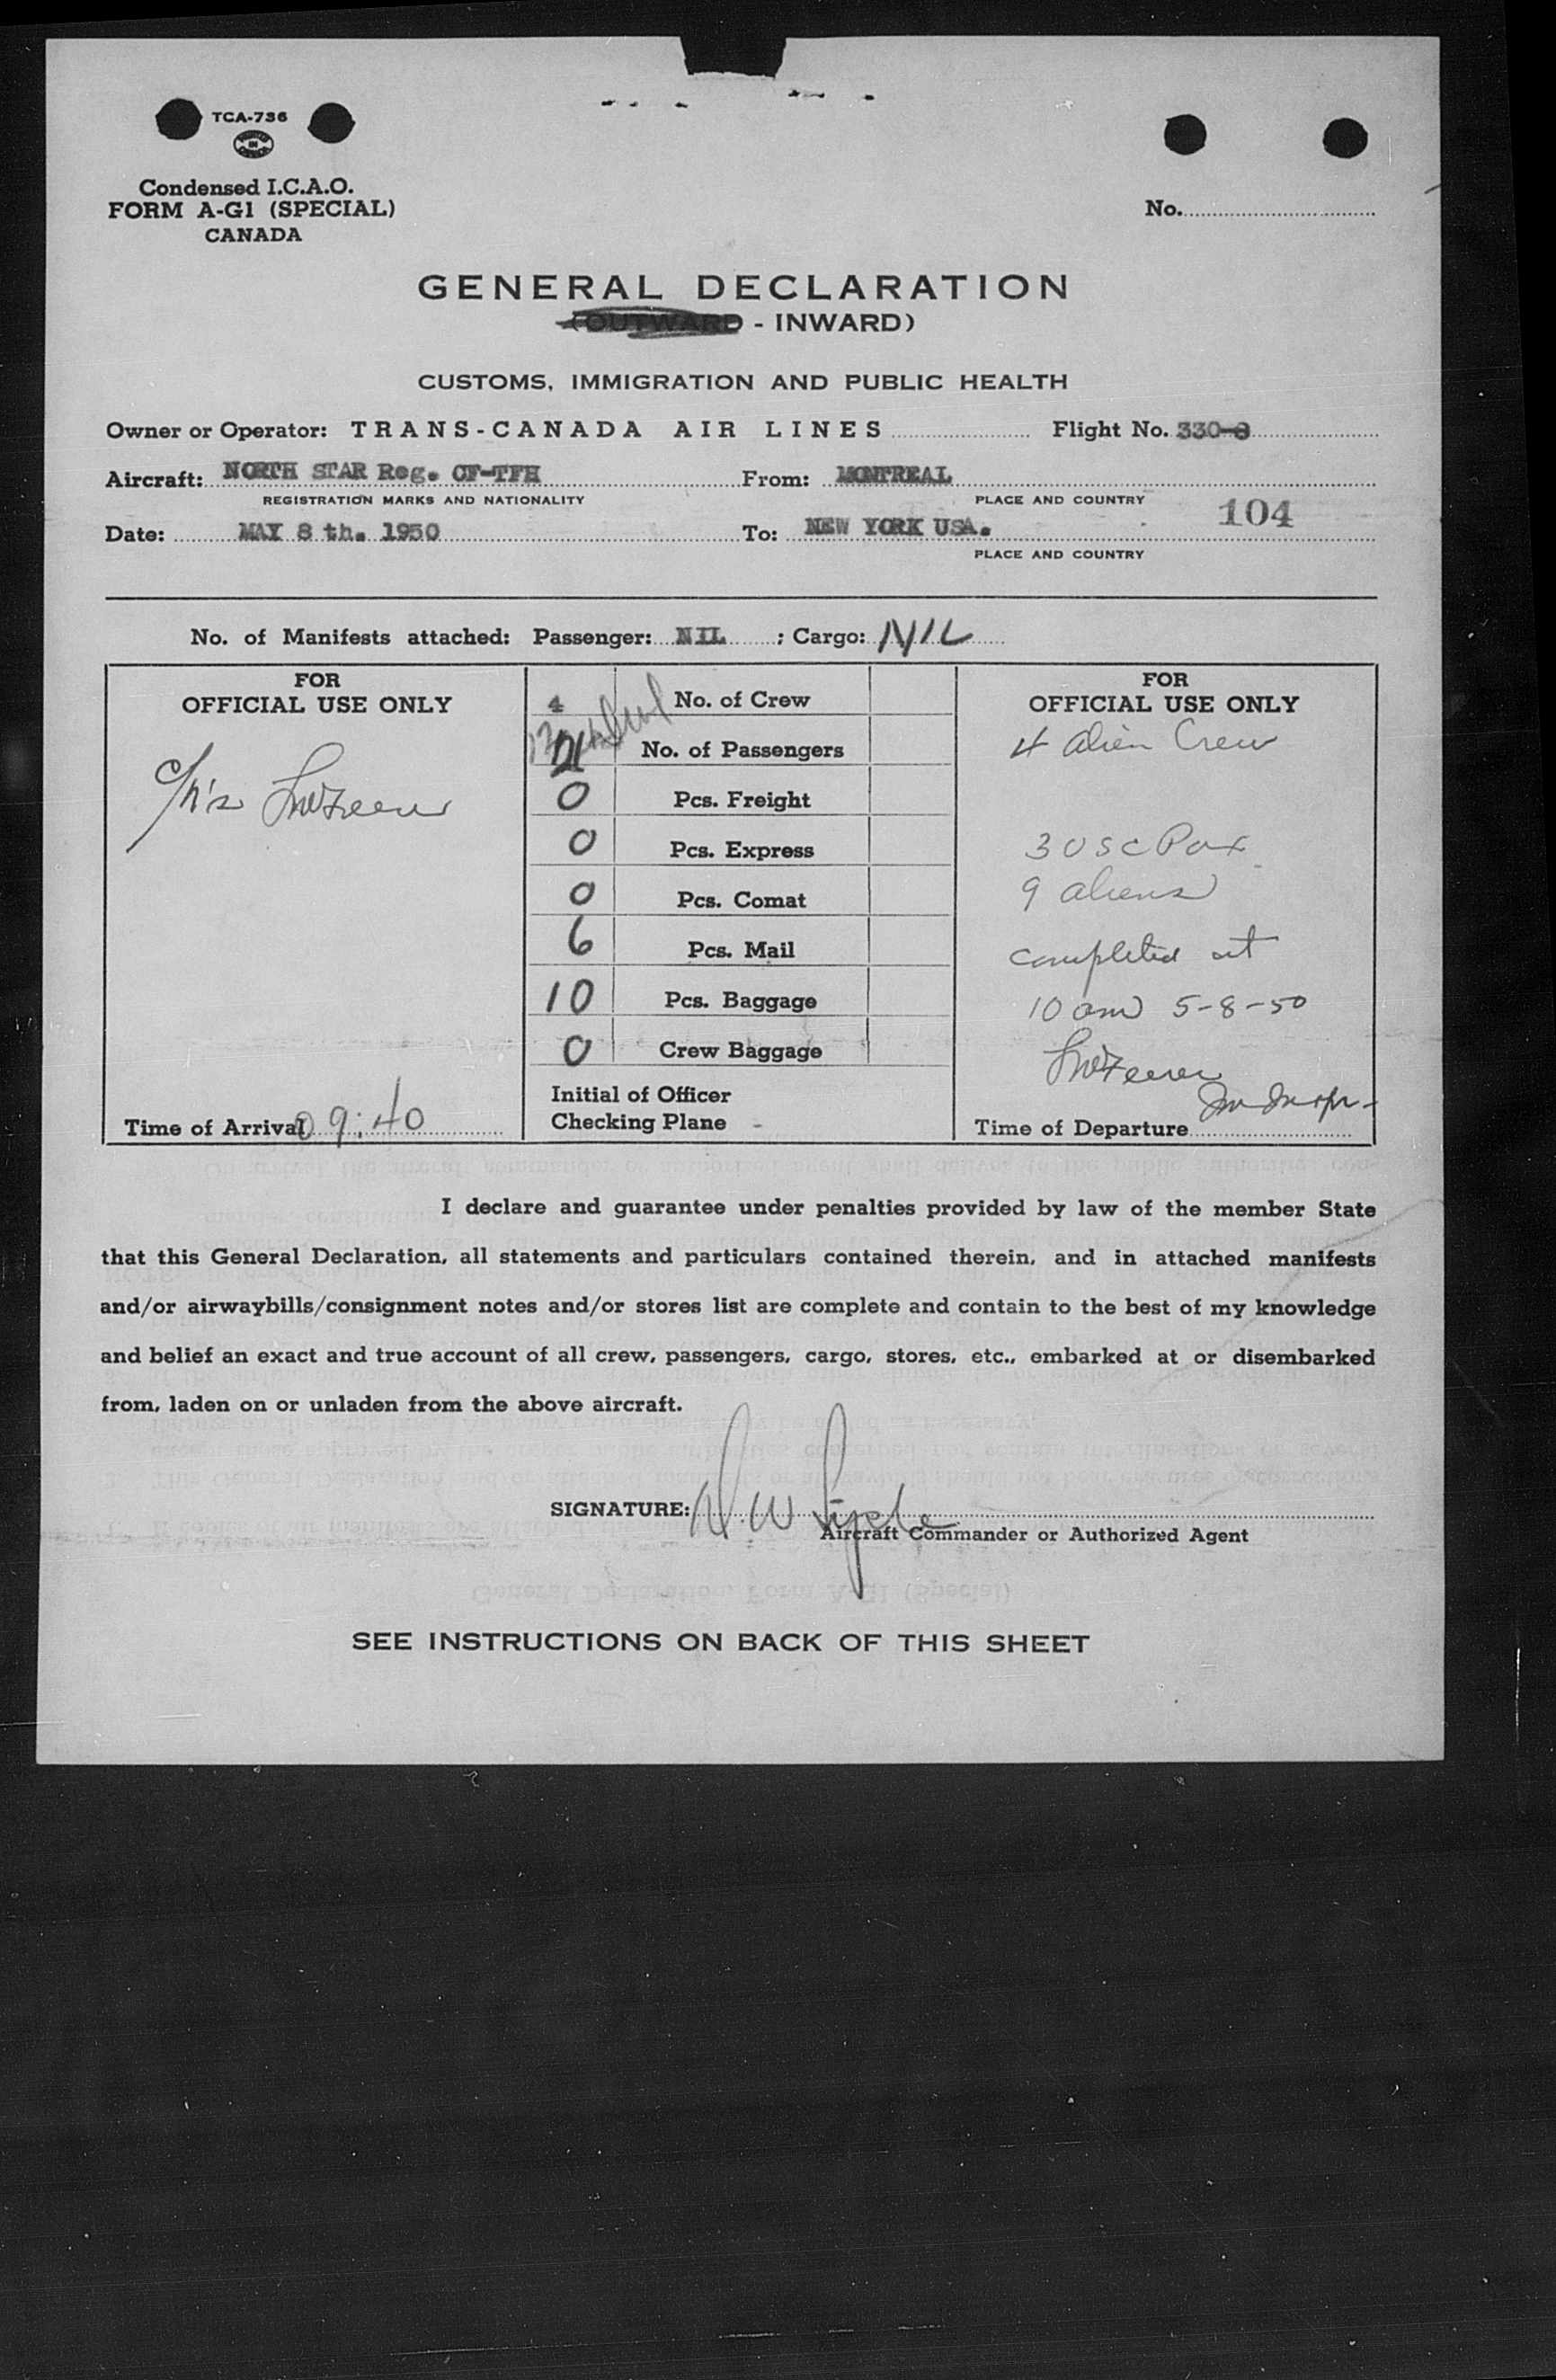 TCA-736
Condensed I.C.A.O.
FORM A-G1 (SPECIAL)
CANADA
No.
GENERAL DECLARATION
(OUTWARD - INWARD)
CUSTOMS, IMMIGRATION AND PUBLIC HEALTH
Owner or Operator: TRANS-CANADA AIR LINES Flight No. 330-8
Aircraft: NORTH STAR Reg. CF-TFH From: MONTREAL
REGISTRATION MARKS AND NATIONALITY PLACE AND COUNTRY
104
Date: MAY 8 th. 1950 To: NEW YORK USA.
PLACE AND COUNTRY
No. of Manifests attached: Passenger: NIL ; Cargo: NIL
FOR
OFFICIAL USE ONLY
Time of Arrival 09:40
4 No. of Crew
No. of Passengers
0 Pcs. Freight
0 Pcs. Express
0 Pcs. Comat
6 Pcs. Mail
10 Pcs. Baggage
0 Crew Baggage
Initial of Officer
Checking Plane -
FOR
OFFICIAL USE ONLY
4 alien Crew
3 USC Pax
9 aliens
completed at
10 am 5-8-50
Im Inspr-
Time of Departure
I declare and guarantee under penalties provided by law of the member State
that this General Declaration, all statements and particulars contained therein, and in attached manifests
and/or airwaybills/consignment notes and/or stores list are complete and contain to the best of my knowledge
and belief an exact and true account of all crew, passengers, cargo, stores, etc., embarked at or disembarked
from, laden on or unladen from the above aircraft.
SIGNATURE:
Aircraft Commander or Authorized Agent
SEE INSTRUCTIONS ON BACK OF THIS SHEET